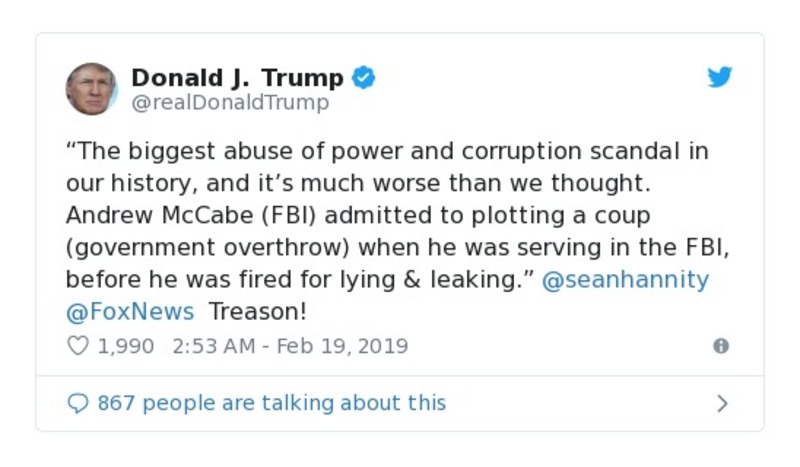 Donald J. Trump
@realDonaldTrump
“The biggest abuse of power and corruption scandal in
our history, and it’s much worse than we thought.
Andrew McCabe (FBI) admitted to plotting a coup
(government overthrow) when he was serving in the FBI,
before he was fired for lying & leaking.” @seanhannity
@FoxNews Treason!
1,990 2:53 AM - Feb 19, 2019
867 people are talking about this